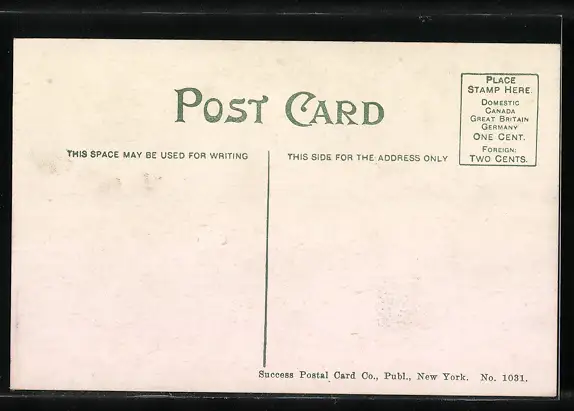 PLACE
STAMP HERE.
DOMESTIC
CANADA
GREAT BRITAIN
GERMANY
ONE CENT.
FOREIGN:
TWO CENTS.
POST CARD
THIS SPACE MAY BE USED FOR WRITING
THIS SIDE FOR THE ADDRESS ONLY
Success Postal Card Co., Publ., New York. No. 1031.